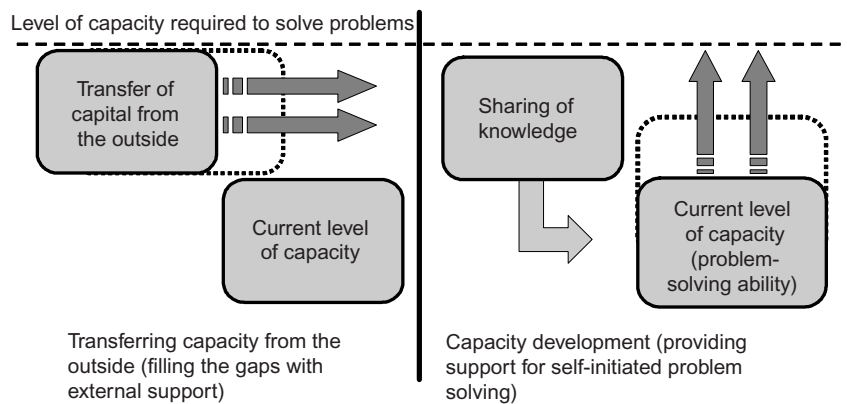 Level of capacity required to solve problems
Transfer of
capital from
the outside
Current level
of capacity
Transferring capacity from the
outside (filling the gaps with
external support)
Sharing of
knowledge
Current level
of capacity
(problem-
solving ability)
Capacity development (providing
support for self-initiated problem
solving)